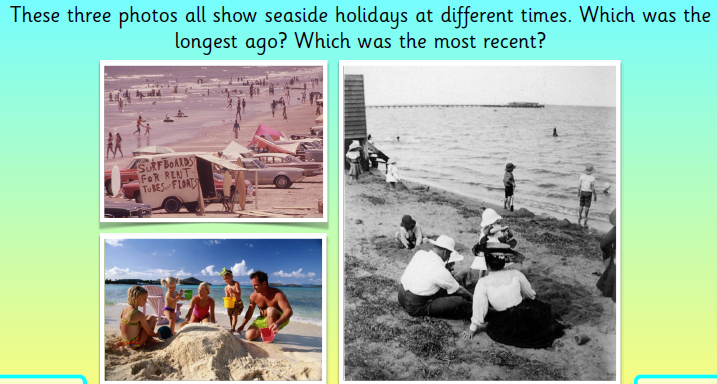 These three photos all show seaside holidays at different times. Which was the
longest ago? Which was the most recent?
SURFBOARDS
FOR RENT
TUBES FLOATS